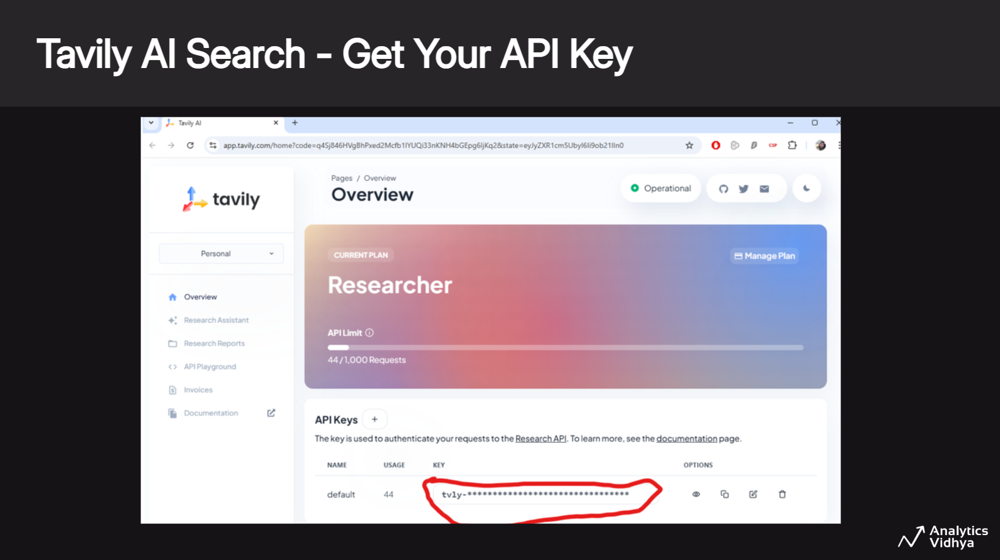 Tavily AI Search - Get Your API Key
Tavily AI
app.tavily.com/home?code=q4Sj846HVgBhPxed2Mcfb1IYUQi33nKNH4bGEpg6ljKq2&state=eyJyZXR1cm5UbyI6Ii9ob21lIn0
CSP
tavily
Personal
Overview
Research Assistant
Research Reports
API Playground
Invoices
Documentation
Pages / Overview
Overview
Operational
CURRENT PLAN
Manage Plan
Researcher
API Limit
44 / 1,000 Requests
API Keys +
The key is used to authenticate your requests to the Research API. To learn more, see the documentation page.
NAME USAGE KEY OPTIONS
default 44 tvly-********************************
Analytics
Vidhya